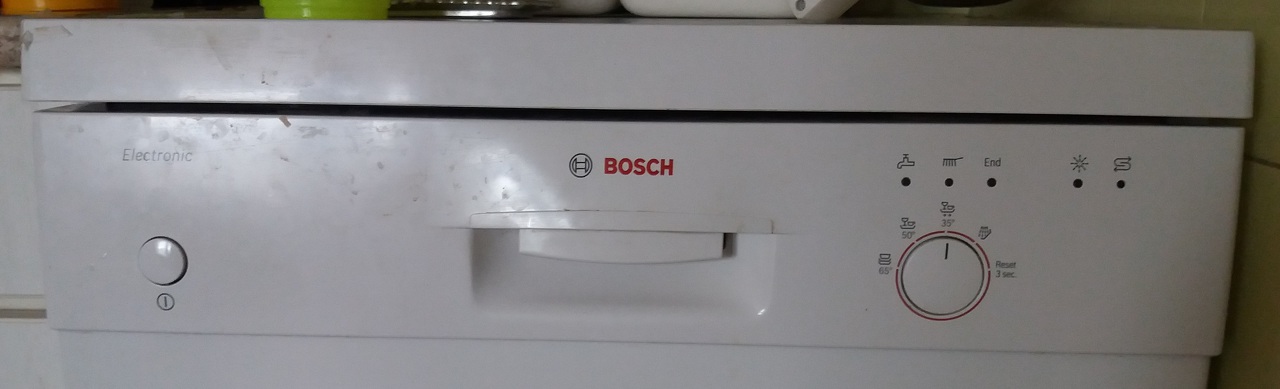 Electronic
BOSCH
End
35°
50°
65°
Reset
3 sec.